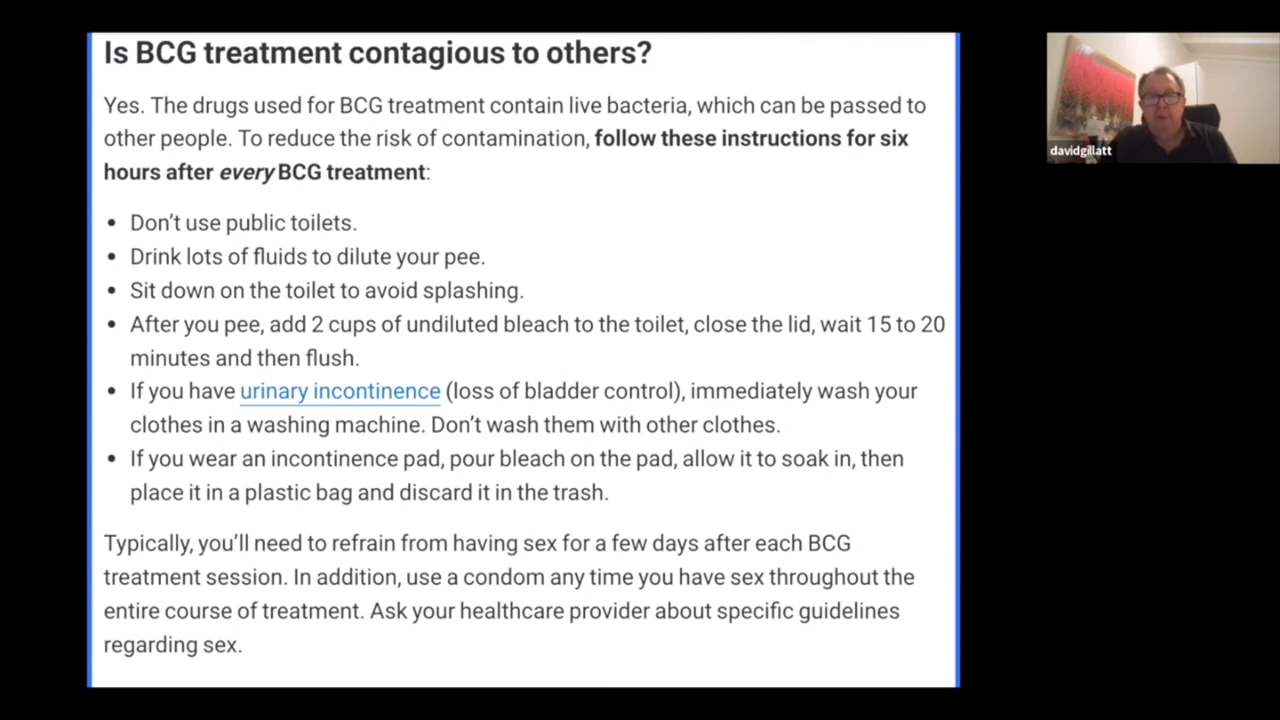 Is BCG treatment contagious to others?
Yes. The drugs used for BCG treatment contain live bacteria, which can be passed to
other people. To reduce the risk of contamination, follow these instructions for six
hours after every BCG treatment:
• Don’t use public toilets.
• Drink lots of fluids to dilute your pee.
• Sit down on the toilet to avoid splashing.
• After you pee, add 2 cups of undiluted bleach to the toilet, close the lid, wait 15 to 20
minutes and then flush.
• If you have urinary incontinence (loss of bladder control), immediately wash your
clothes in a washing machine. Don’t wash them with other clothes.
• If you wear an incontinence pad, pour bleach on the pad, allow it to soak in, then
place it in a plastic bag and discard it in the trash.
Typically, you’ll need to refrain from having sex for a few days after each BCG
treatment session. In addition, use a condom any time you have sex throughout the
entire course of treatment. Ask your healthcare provider about specific guidelines
regarding sex.
davidgillatt